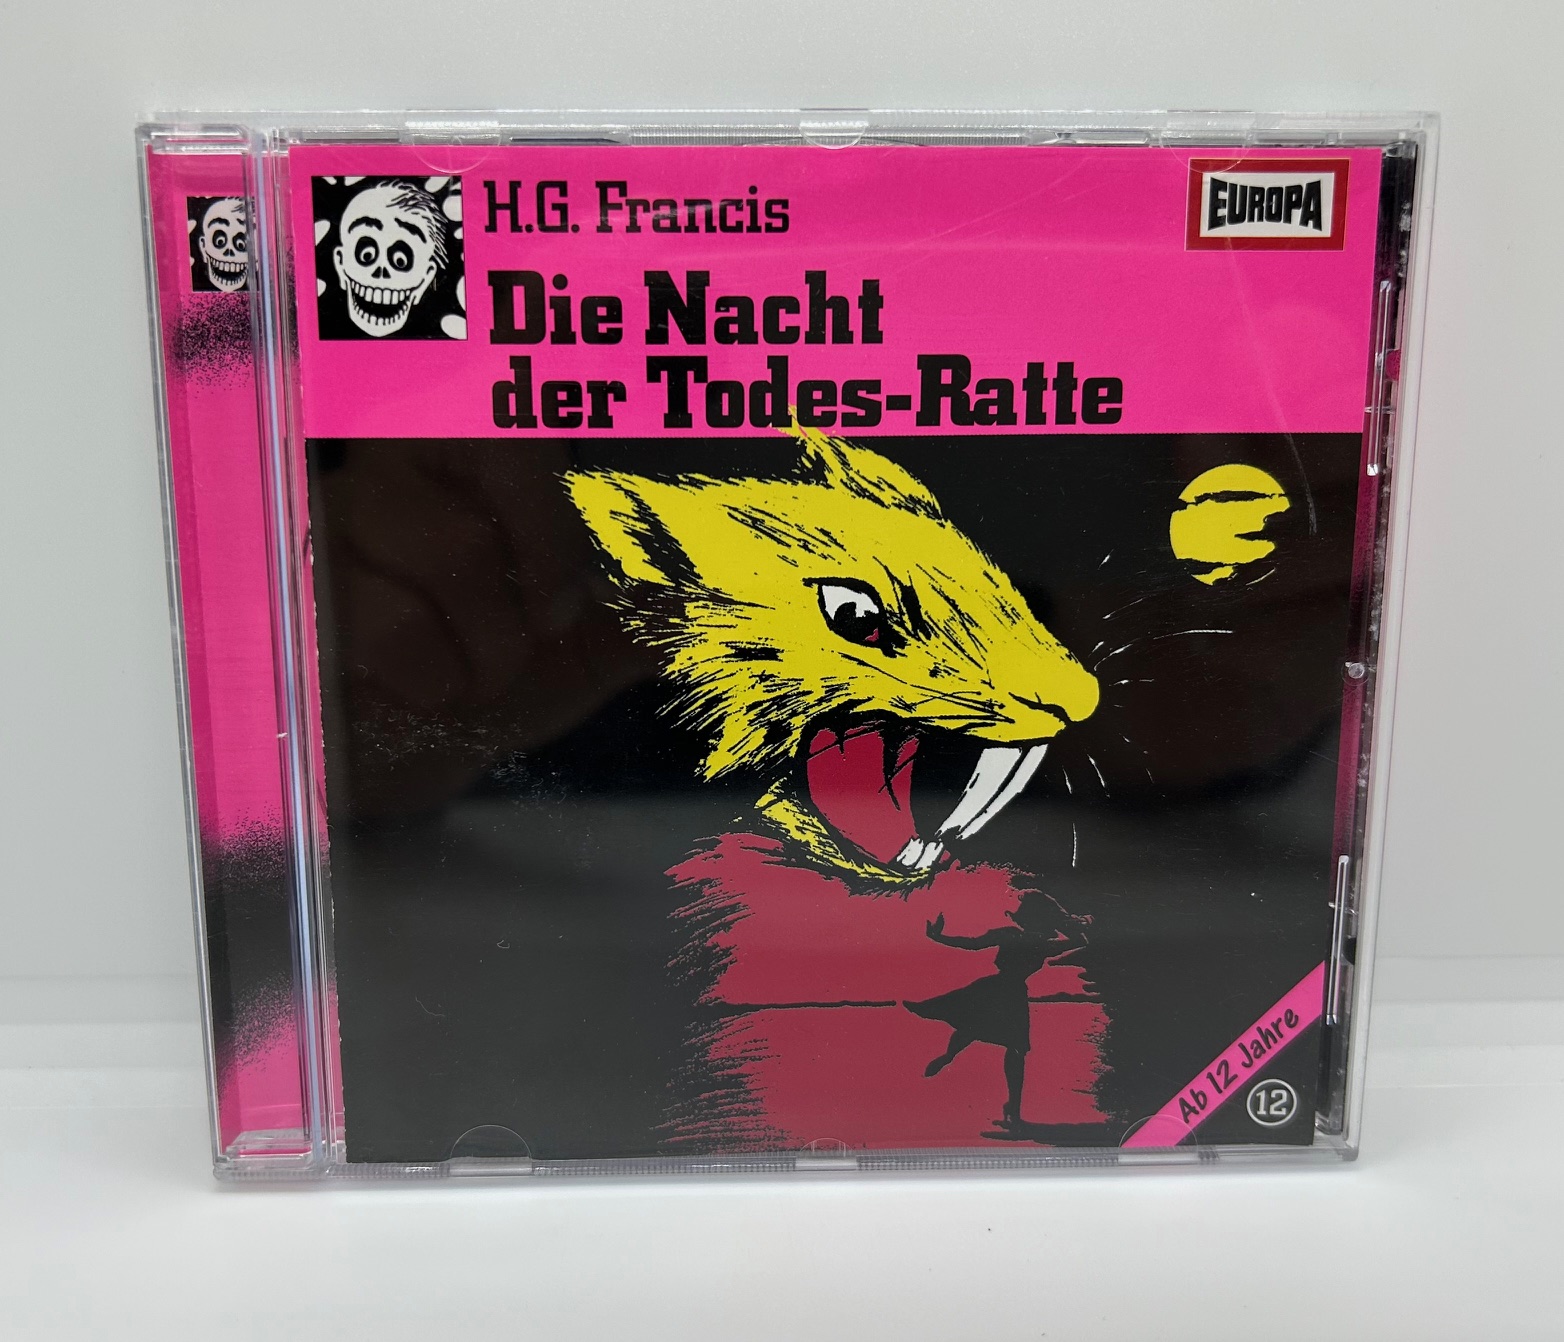 H.G. Francis
EUROPA
Die Nacht
der Todes-Ratte
Ab 12 Jahre
12